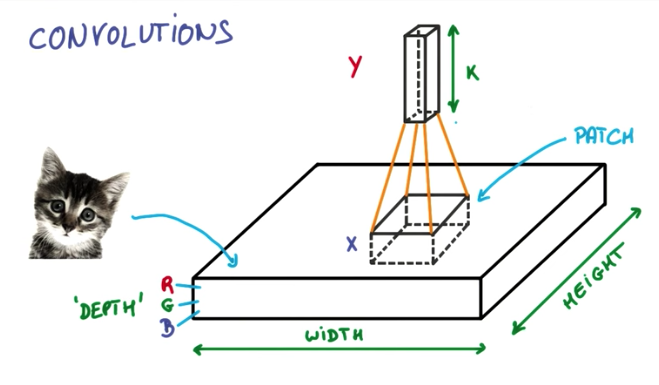 CONVOLUTIONS
Y
K
PATCH
X
R
G
B
'DEPTH'
WIDTH
HEIGHT